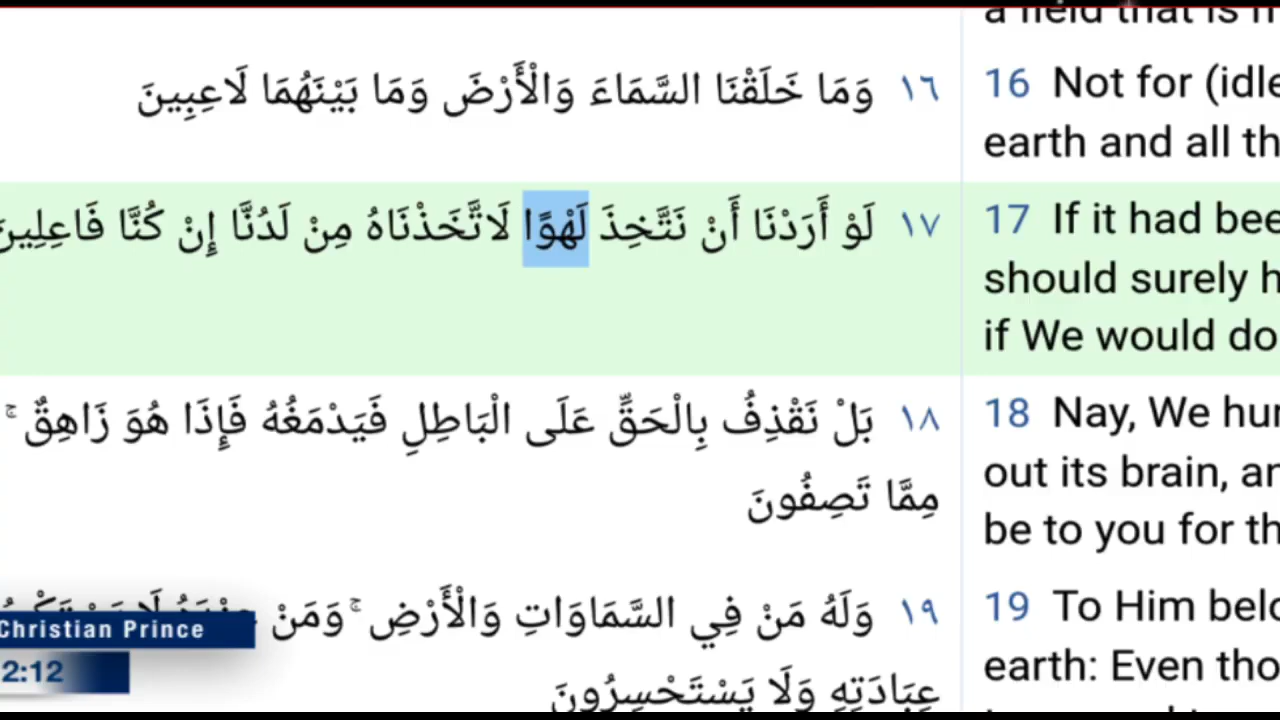 a field that is
١٦ وَمَا خَلَقْنَا السَّمَاءَ وَالْأَرْضَ وَمَا بَيْنَهُمَا لَاعِبِينَ
16 Not for (idle
earth and all th
١٧ لَوْ أَرَدْنَا أَنْ نَتَّخِذَ لَهْوًا لَاتَّخَذْنَاهُ مِنْ لَدُنَّا إِنْ كُنَّا فَاعِلِينَ
17 If it had bee
should surely h
if We would do
١٨ بَلْ نَقْذِفُ بِالْحَقِّ عَلَى الْبَاطِلِ فَيَدْمَغُهُ فَإِذَا هُوَ زَاهِقٌ ۚ
مِمَّا تَصِفُونَ
18 Nay, We hur
out its brain, an
be to you for th
١٩ وَلَهُ مَنْ فِي السَّمَاوَاتِ وَالْأَرْضِ ۚ وَمَنْ
عِبَادَتِهِ وَلَا يَسْتَحْسِرُونَ
19 To Him belo
earth: Even tho
Christian Prince
2:12